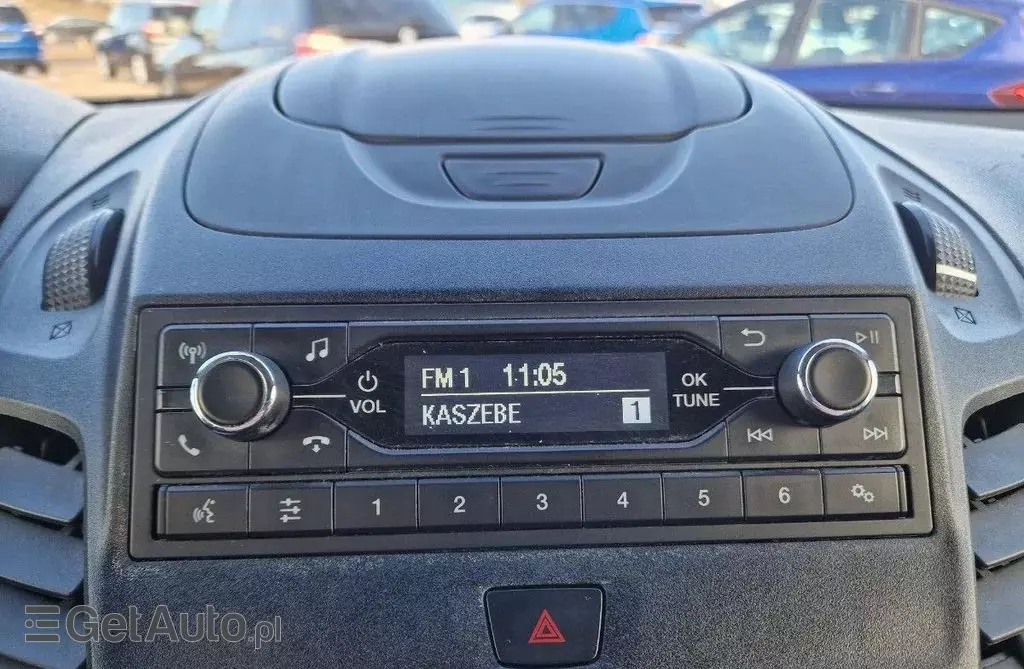 FM 1 11:05
KASZEBE 1
VOL
OK
TUNE
1 2 3 4 5 6
GetAuto.pl